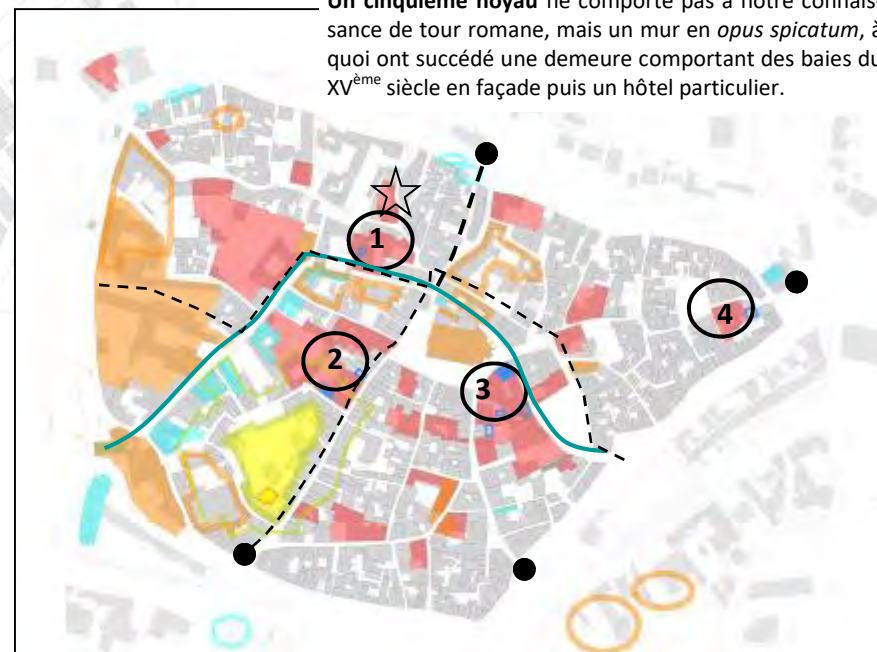 Un cinquième noyau ne comporte pas à notre connais-
sance de tour romane, mais un mur en opus spicatum, à
quoi ont succédé une demeure comportant des baies du
XVème siècle en façade puis un hôtel particulier.
1
4
2
3